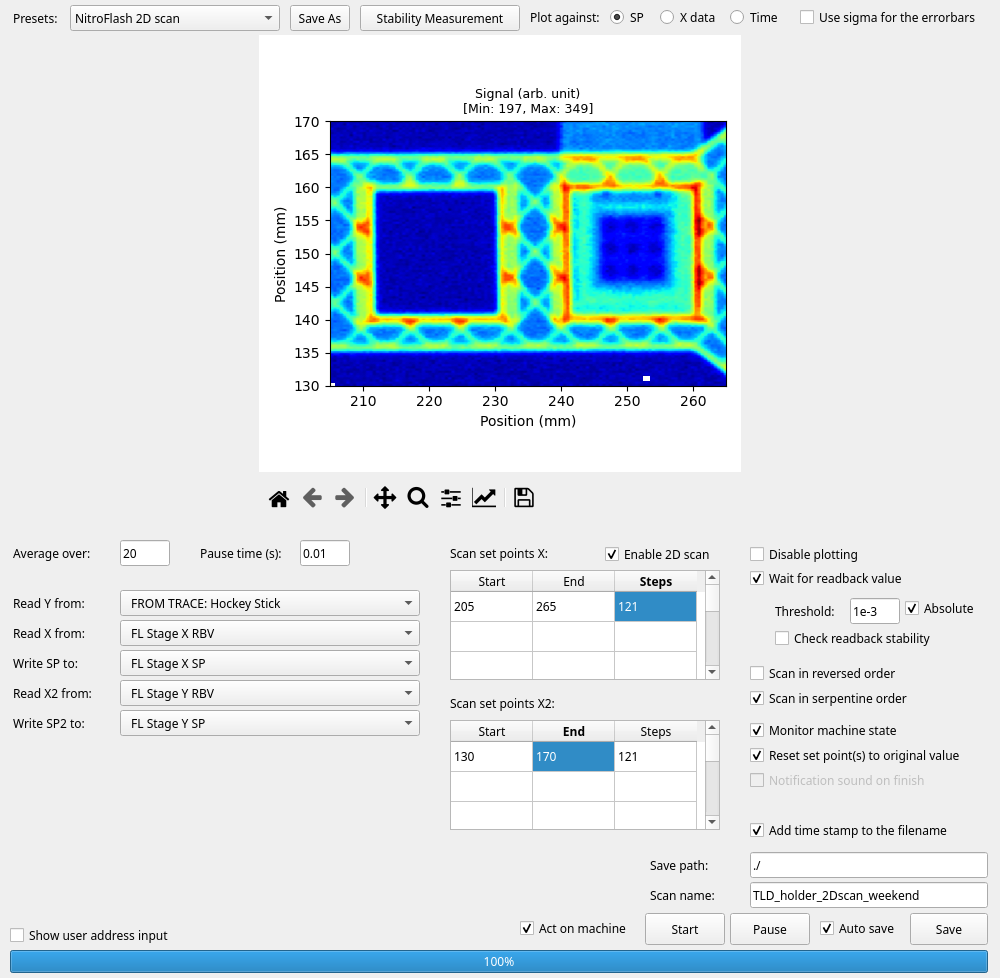 Presets: NitroFlash 2D scan Save As Stability Measurement Plot against: SP X data Time Use sigma for the errorbars
Signal (arb. unit)
[Min: 197, Max: 349]
Position (mm)
170
165
160
155
150
145
140
135
130
210 220 230 240 250 260
Position (mm)
Average over: 20 Pause time (s): 0.01
Read Y from: FROM TRACE: Hockey Stick
Read X from: FL Stage X RBV
Write SP to: FL Stage X SP
Read X2 from: FL Stage Y RBV
Write SP2 to: FL Stage Y SP
Scan set points X: Enable 2D scan
Start End Steps
205 265 121
Scan set points X2:
Start End Steps
130 170 121
Disable plotting
Wait for readback value
Threshold: 1e-3 Absolute
Check readback stability
Scan in reversed order
Scan in serpentine order
Monitor machine state
Reset set point(s) to original value
Notification sound on finish
Add time stamp to the filename
Save path: ./
Scan name: TLD_holder_2Dscan_weekend
Show user address input Act on machine Start Pause Auto save Save
100%